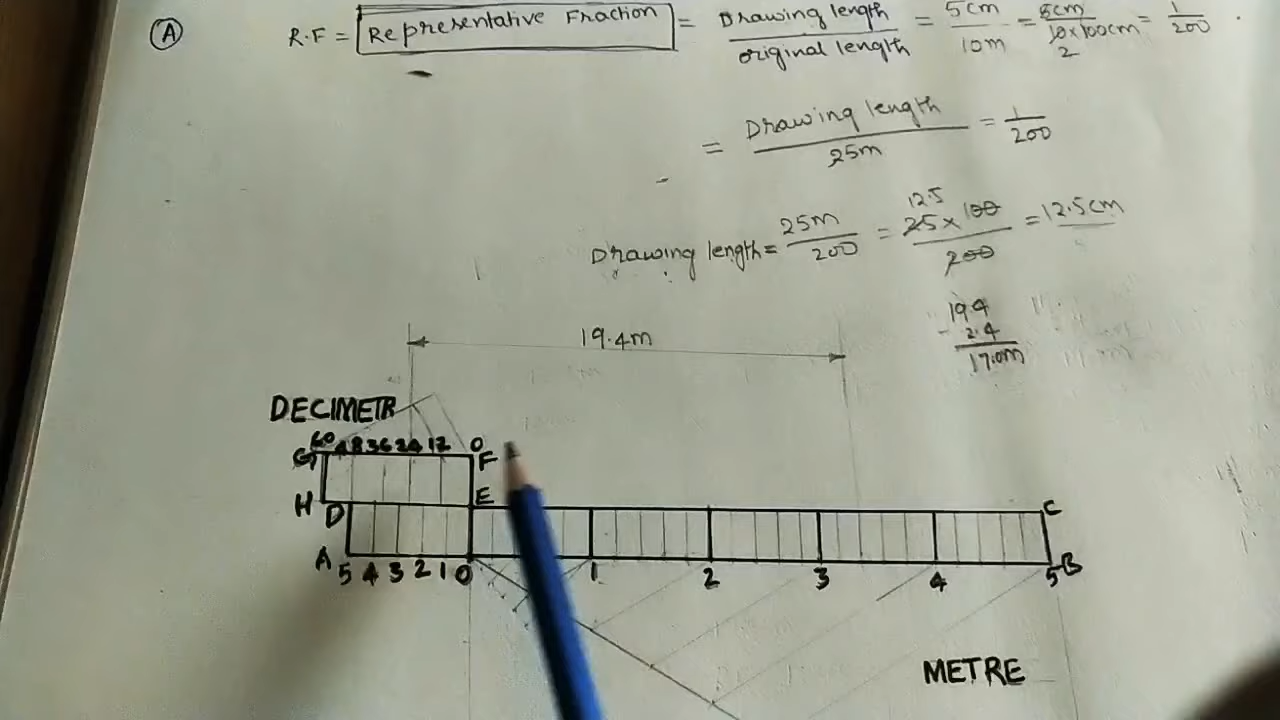 A R.F = Representative Fraction = Drawing length / original length = 5cm / 10m = 5cm / 10x100cm = 1 / 200 .
2
= Drawing length / 25m = 1 / 200
Drawing length = 25m / 200 = 25 x 100 / 200 = 12.5cm
12.5
19.4
- 2.4
17.0m
19.4m
DECIMETR
60 48 36 24 12 0
G F
H E
D C
A B
5 4 3 2 1 0 1 2 3 4 5
METRE